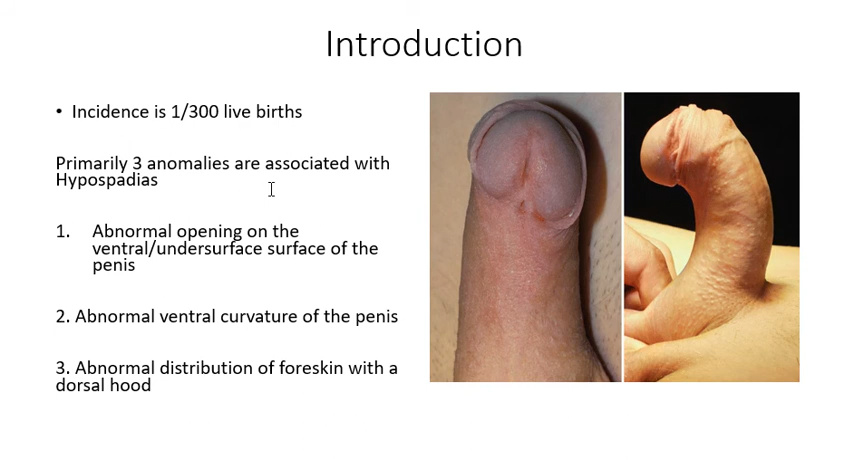 Introduction
• Incidence is 1/300 live births
Primarily 3 anomalies are associated with
Hypospadias
1. Abnormal opening on the
ventral/undersurface surface of the
penis
2. Abnormal ventral curvature of the penis
3. Abnormal distribution of foreskin with a
dorsal hood